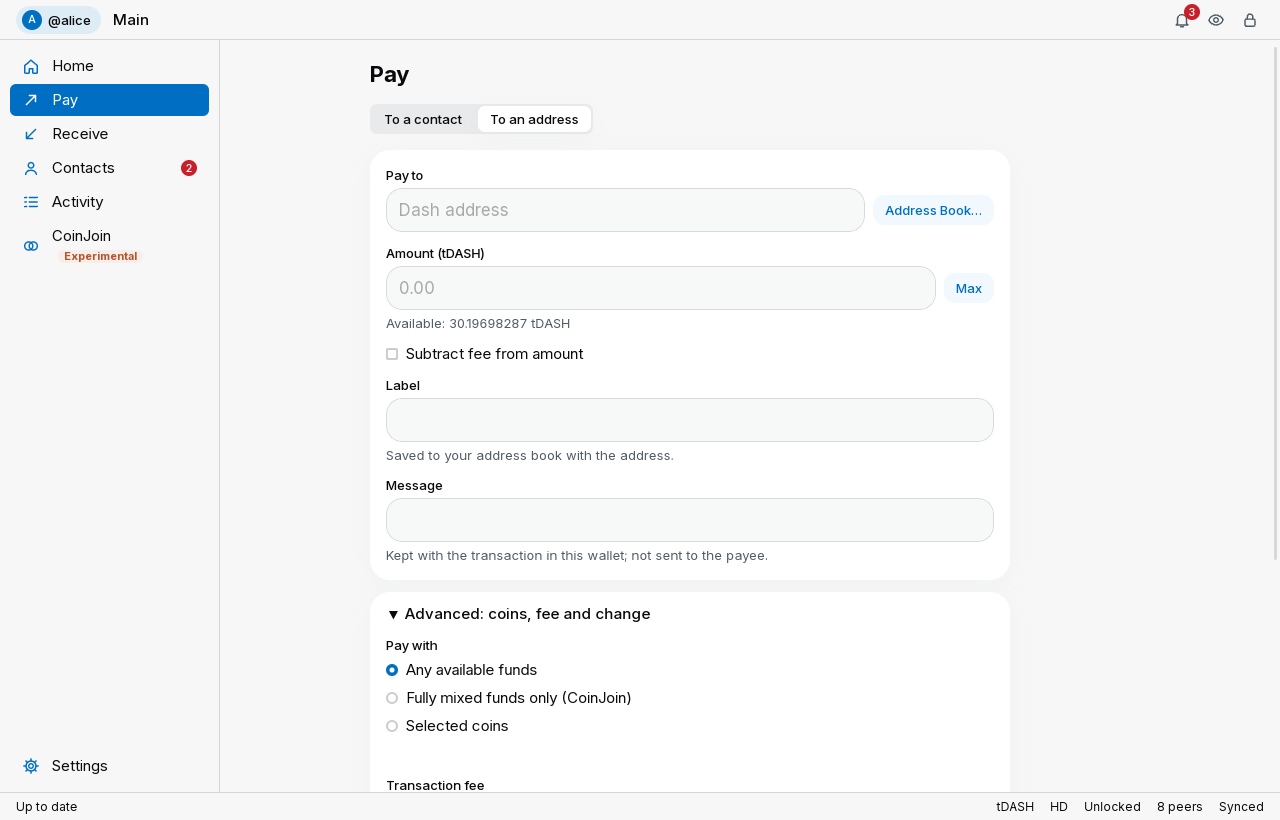 A @alice Main 3
Home
Pay
Receive
Contacts 2
Activity
CoinJoin
Experimental
Settings
Pay
To a contact To an address
Pay to
Dash address Address Book...
Amount (tDASH)
0.00 Max
Available: 30.19698287 tDASH
Subtract fee from amount
Label
Saved to your address book with the address.
Message
Kept with the transaction in this wallet; not sent to the payee.
Advanced: coins, fee and change
Pay with
Any available funds
Fully mixed funds only (CoinJoin)
Selected coins
Transaction fee
Up to date tDASH HD Unlocked 8 peers Synced